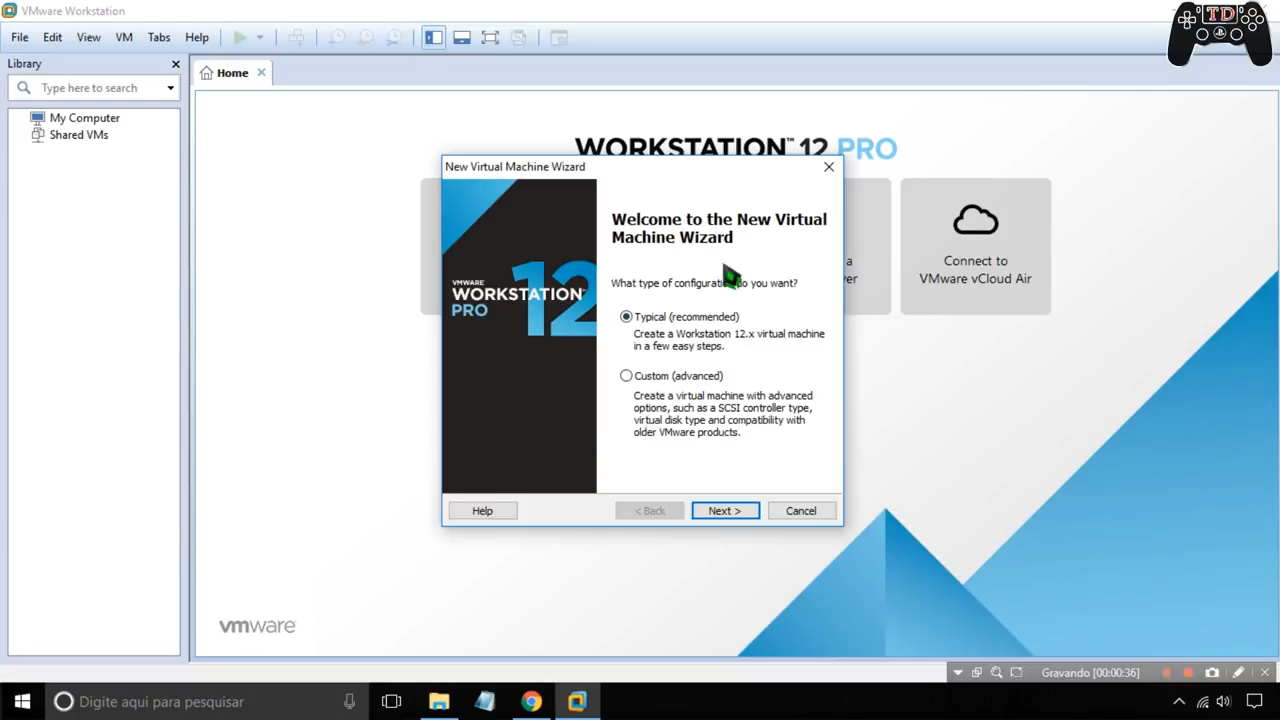 VMware Workstation
TD
File Edit View VM Tabs Help
Library
Type here to search
Home
My Computer
Shared VMs
WORKSTATION™ 12 PRO
New Virtual Machine Wizard
VMWARE
WORKSTATION
PRO
12
Welcome to the New Virtual
Machine Wizard
What type of configuration do you want?
Typical (recommended)
Create a Workstation 12.x virtual machine
in a few easy steps.
Custom (advanced)
Create a virtual machine with advanced
options, such as a SCSI controller type,
virtual disk type and compatibility with
older VMware products.
Help
< Back
Next >
Cancel
a
Connect to
VMware vCloud Air
vmware
Gravando [00:00:36]
Digite aqui para pesquisar